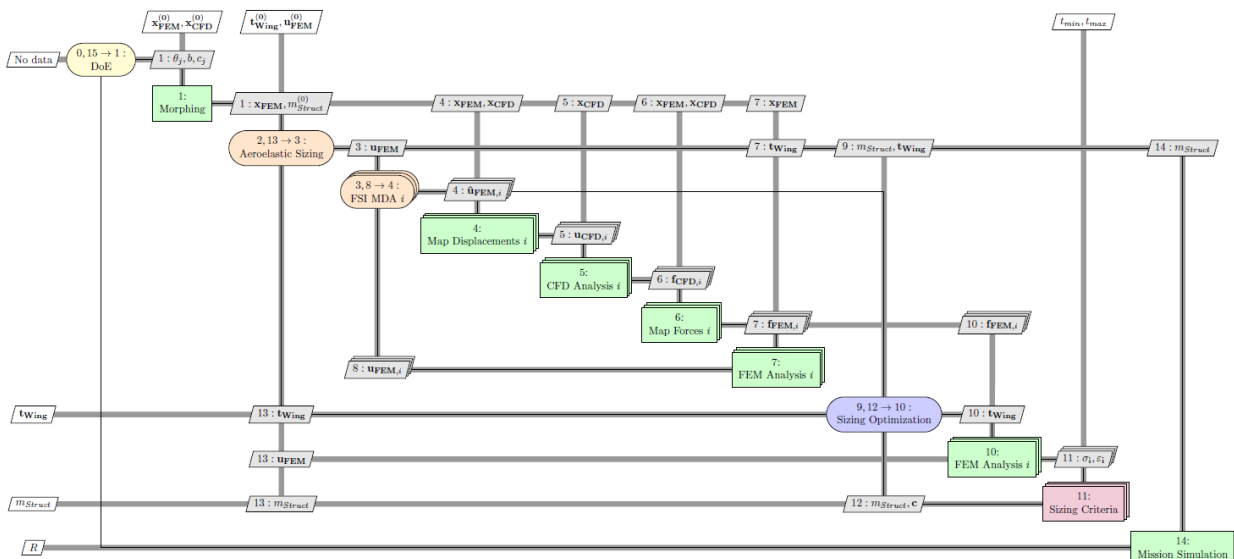 x_FEM^(0), x_CFD^(0)
t_Wing^(0), u_FEM^(0)
t_min, t_max
No data
0, 15 → 1 :
DoE
1 : θ_j, b, c_j
1:
Morphing
1 : x_FEM, m_Struct^(0)
4 : x_FEM, x_CFD
5 : x_CFD
6 : x_FEM, x_CFD
7 : x_FEM
2, 13 → 3 :
Aeroelastic Sizing
3 : u_FEM
7 : t_Wing
9 : m_Struct, t_Wing
14 : m_Struct
3, 8 → 4 :
FSI MDA i
4 : û_FEM,i
4:
Map Displacements i
5 : u_CFD,i
5:
CFD Analysis i
6 : f_CFD,i
6:
Map Forces i
7 : f_FEM,i
10 : f_FEM,i
8 : u_FEM,i
7:
FEM Analysis i
t_Wing
13 : t_Wing
9, 12 → 10 :
Sizing Optimization
10 : t_Wing
13 : u_FEM
10:
FEM Analysis i
11 : σ_i, ε_i
m_Struct
13 : m_Struct
12 : m_Struct, c
11:
Sizing Criteria
R
14:
Mission Simulation